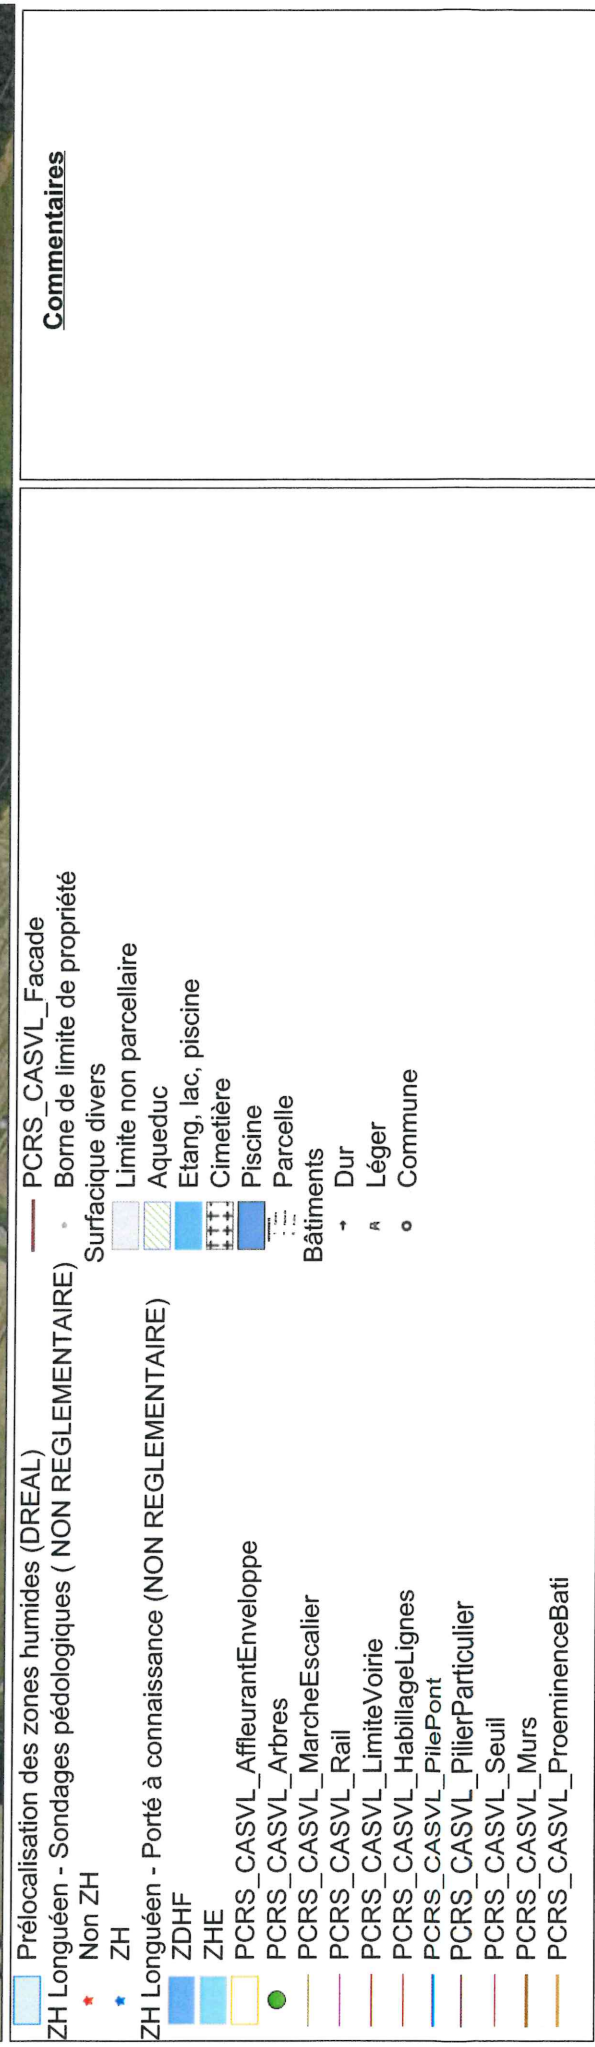 Prélocalisation des zones humides (DREAL)
ZH Longuéen - Sondages pédologiques ( NON REGLEMENTAIRE)
Non ZH
ZH
ZH Longuéen - Porté à connaissance (NON REGLEMENTAIRE)
ZDHF
ZHE
PCRS_CASVL_AffleurantEnveloppe
PCRS_CASVL_Arbres
PCRS_CASVL_MarcheEscalier
PCRS_CASVL_Rail
PCRS_CASVL_LimiteVoirie
PCRS_CASVL_HabillageLignes
PCRS_CASVL_PilePont
PCRS_CASVL_PilierParticulier
PCRS_CASVL_Seuil
PCRS_CASVL_Murs
PCRS_CASVL_ProeminenceBati
PCRS_CASVL_Facade
Borne de limite de propriété
Surfacique divers
Limite non parcellaire
Aqueduc
Etang, lac, piscine
Cimetière
Piscine
Parcelle
Bâtiments
Dur
Léger
Commune
Commentaires